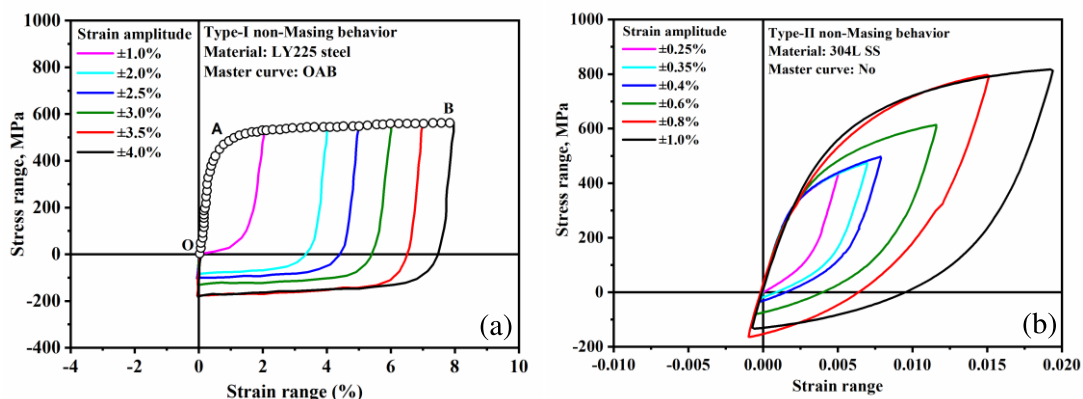 1000
800
600
400
200
0
-200
-400
Stress range, MPa
Strain amplitude
±1.0%
±2.0%
±2.5%
±3.0%
±3.5%
±4.0%
Type-I non-Masing behavior
Material: LY225 steel
Master curve: OAB
A
B
O
(a)
-4 -2 0 2 4 6 8 10
Strain range (%)
1000
800
600
400
200
0
-200
Stress range, MPa
Strain amplitude
±0.25%
±0.35%
±0.4%
±0.6%
±0.8%
±1.0%
Type-II non-Masing behavior
Material: 304L SS
Master curve: No
(b)
-0.010 -0.005 0.000 0.005 0.010 0.015 0.020
Strain range